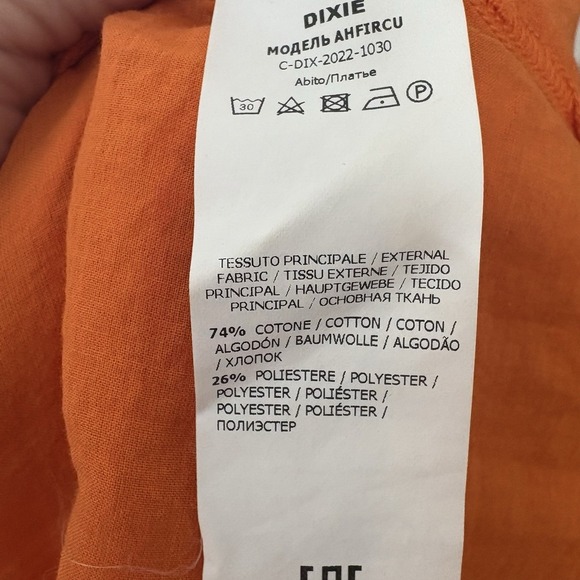 DIXIE
МОДЕЛЬ AHFIRCU
C-DIX-2022-1030
Abito/Платье
30
P
TESSUTO PRINCIPALE / EXTERNAL
FABRIC / TISSU EXTERNE / TEJIDO
PRINCIPAL / HAUPTGEWEBE / TECIDO
PRINCIPAL / ОСНОВНАЯ ТКАНЬ
74% COTONE / COTTON / COTON /
ALGODÓN / BAUMWOLLE / ALGODÃO
/ ХЛОПОК
26% POLIESTERE / POLYESTER /
POLYESTER / POLIÉSTER /
POLYESTER / POLIÉSTER /
ПОЛИЭСТЕР